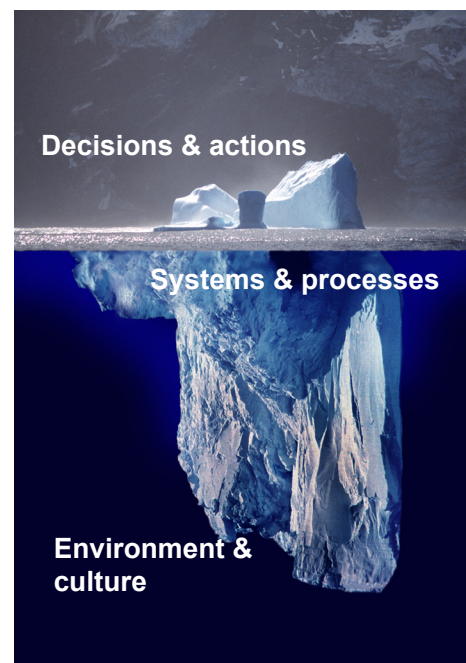 Decisions & actions
Systems & processes
Environment &
culture